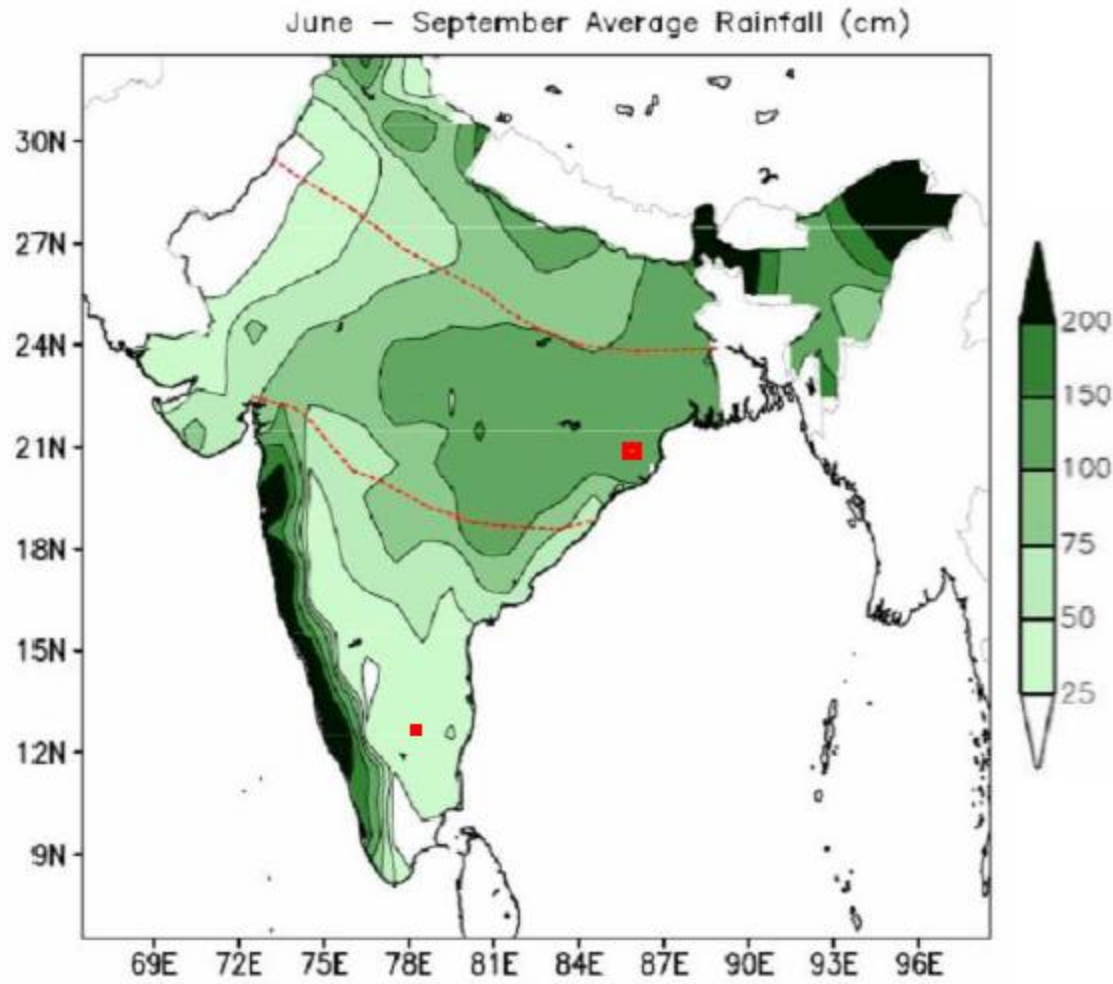 June – September Average Rainfall (cm)
30N
27N
24N
21N
18N
15N
12N
9N
69E 72E 75E 78E 81E 84E 87E 90E 93E 96E
200
150
100
75
50
25